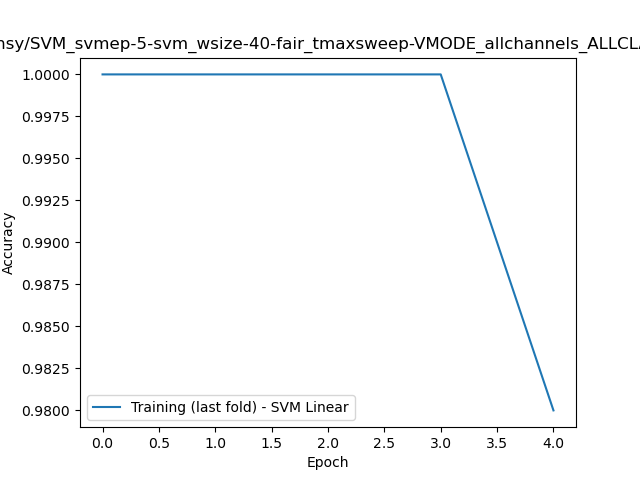 nsy/SVM_svmep-5-svm_wsize-40-fair_tmaxsweep-VMODE_allchannels_ALLCLA
1.0000
0.9975
0.9950
0.9925
0.9900
0.9875
0.9850
0.9825
0.9800
Accuracy
Training (last fold) - SVM Linear
0.0 0.5 1.0 1.5 2.0 2.5 3.0 3.5 4.0
Epoch